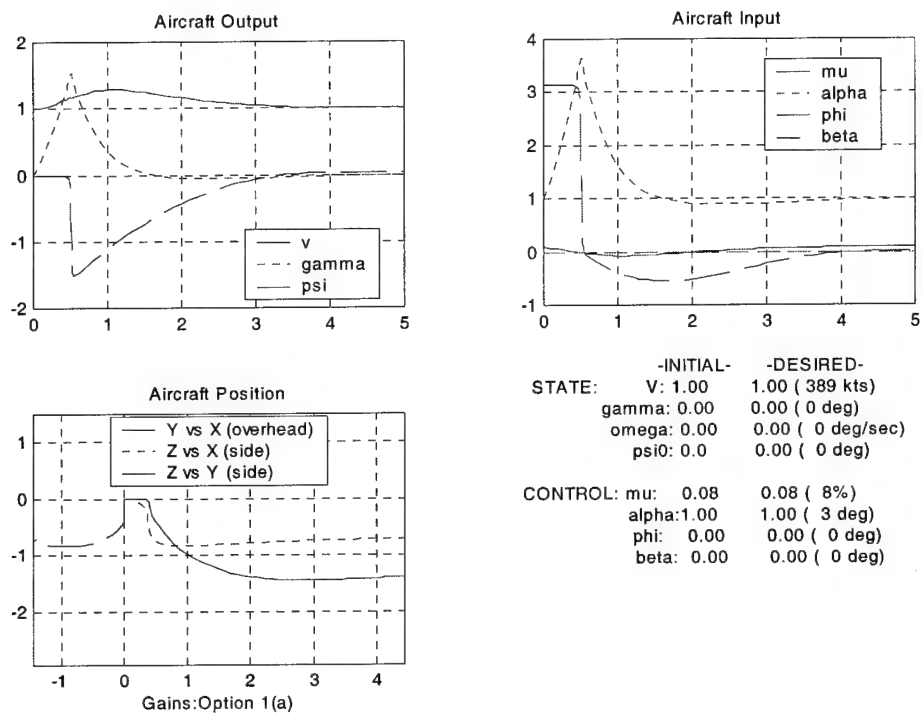 Aircraft Output
2
1
0
-1
-2
0
1
2
3
4
5
v
gamma
psi
Aircraft Input
4
3
2
1
0
-1
0
1
2
3
4
5
mu
alpha
phi
beta
Aircraft Position
1
0
-1
-2
-1
0
1
2
3
4
Y vs X (overhead)
Z vs X (side)
Z vs Y (side)
Gains:Option 1(a)
-INITIAL- -DESIRED-
STATE: V: 1.00 1.00 ( 389 kts)
gamma: 0.00 0.00 ( 0 deg)
omega: 0.00 0.00 ( 0 deg/sec)
psi0: 0.0 0.00 ( 0 deg)
CONTROL: mu: 0.08 0.08 ( 8%)
alpha:1.00 1.00 ( 3 deg)
phi: 0.00 0.00 ( 0 deg)
beta: 0.00 0.00 ( 0 deg)